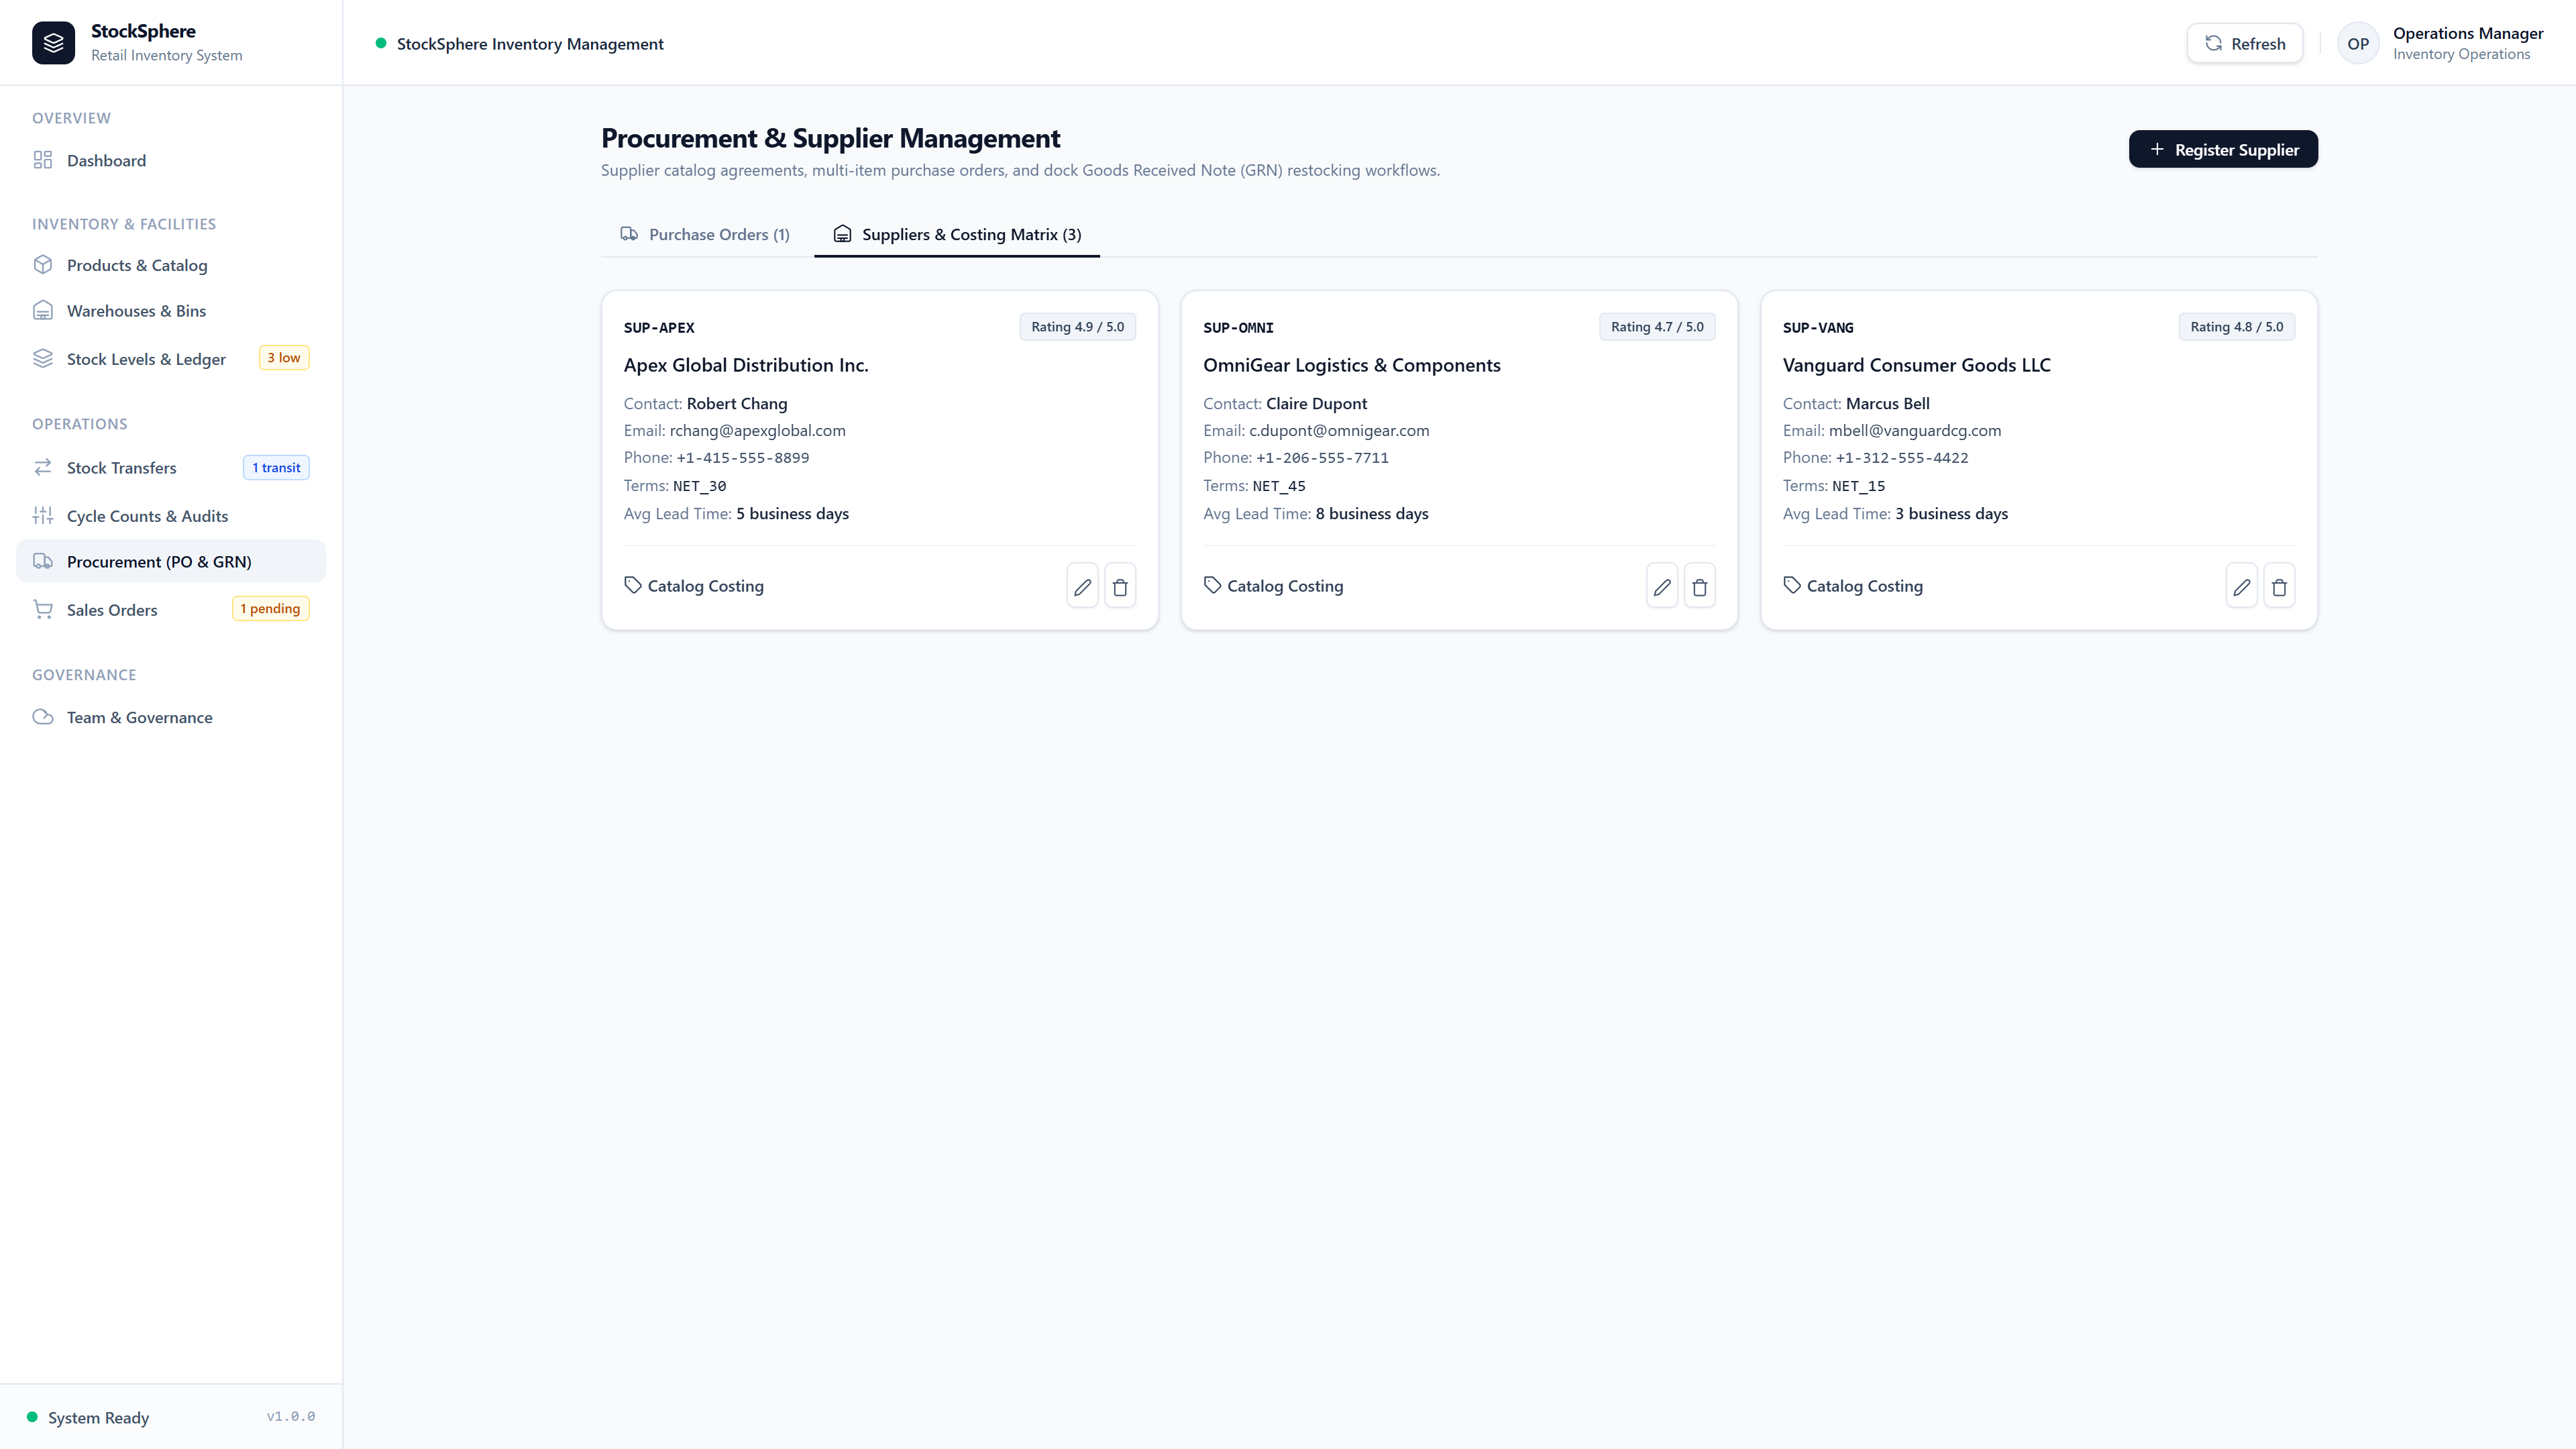 StockSphere
Retail Inventory System
StockSphere Inventory Management
Refresh
OP
Operations Manager
Inventory Operations
OVERVIEW
Dashboard
INVENTORY & FACILITIES
Products & Catalog
Warehouses & Bins
Stock Levels & Ledger 3 low
OPERATIONS
Stock Transfers 1 transit
Cycle Counts & Audits
Procurement (PO & GRN)
Sales Orders 1 pending
GOVERNANCE
Team & Governance
System Ready v1.0.0
Procurement & Supplier Management
Supplier catalog agreements, multi-item purchase orders, and dock Goods Received Note (GRN) restocking workflows.
Register Supplier
Purchase Orders (1) Suppliers & Costing Matrix (3)
SUP-APEX Rating 4.9 / 5.0
Apex Global Distribution Inc.
Contact: Robert Chang
Email: rchang@apexglobal.com
Phone: +1-415-555-8899
Terms: NET_30
Avg Lead Time: 5 business days
Catalog Costing
SUP-OMNI Rating 4.7 / 5.0
OmniGear Logistics & Components
Contact: Claire Dupont
Email: c.dupont@omnigear.com
Phone: +1-206-555-7711
Terms: NET_45
Avg Lead Time: 8 business days
Catalog Costing
SUP-VANG Rating 4.8 / 5.0
Vanguard Consumer Goods LLC
Contact: Marcus Bell
Email: mbell@vanguardcg.com
Phone: +1-312-555-4422
Terms: NET_15
Avg Lead Time: 3 business days
Catalog Costing